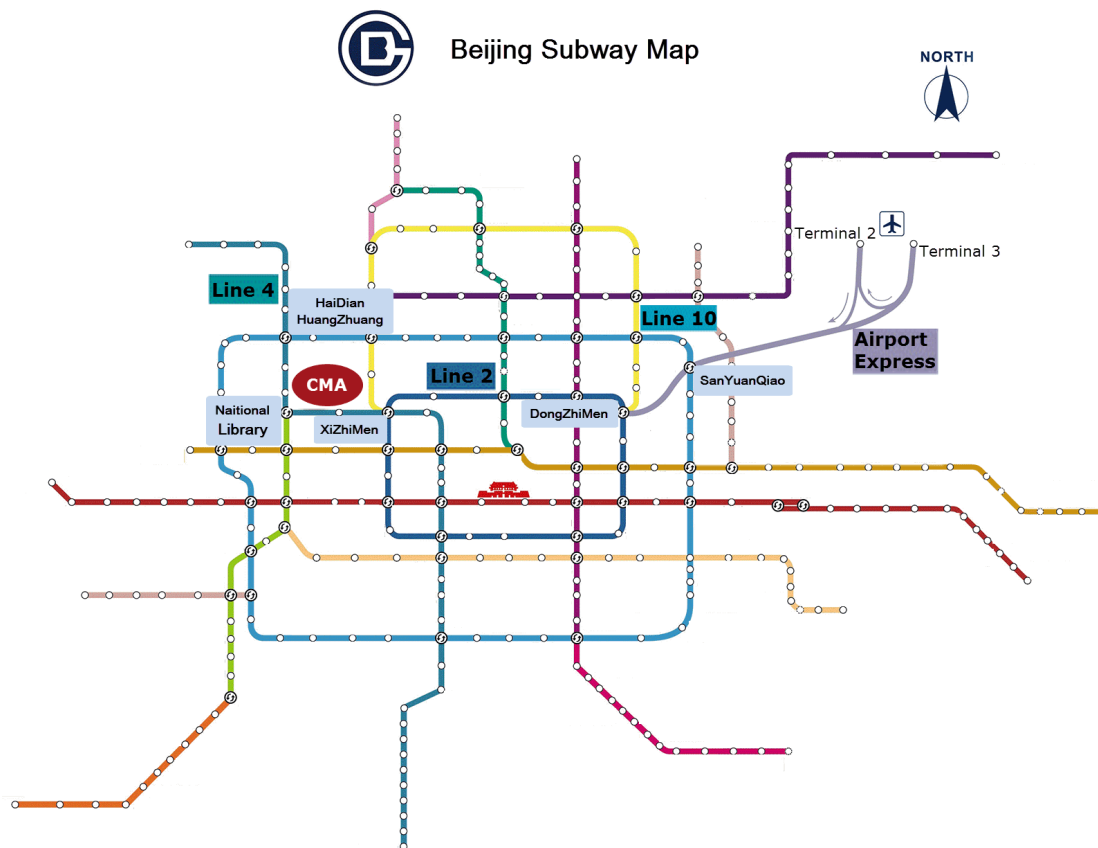 Beijing Subway Map
NORTH
Terminal 2
Terminal 3
Line 4
HaiDian
HuangZhuang
Line 10
Airport
Express
CMA
Line 2
SanYuanQiao
Naitional
Library
XiZhiMen
DongZhiMen